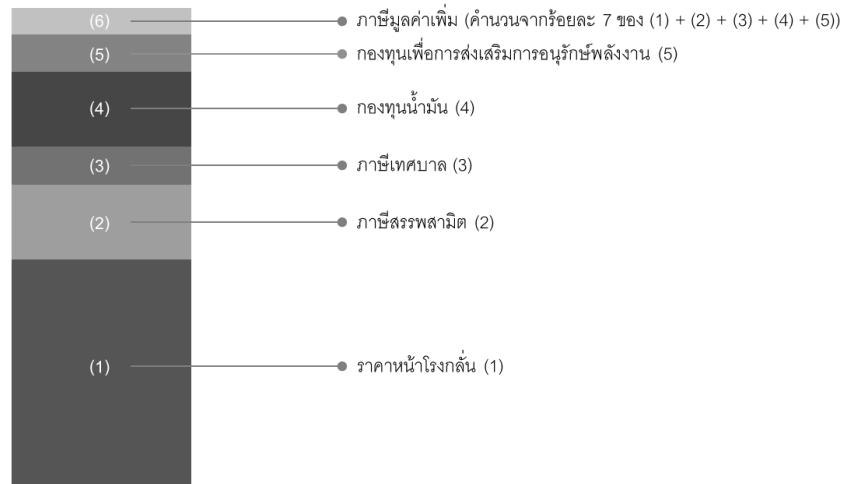 (6) ภาษีมูลค่าเพิ่ม (คำนวนจากร้อยละ 7 ของ (1) + (2) + (3) + (4) + (5))
(5) กองทุนเพื่อการส่งเสริมการอนุรักษ์พลังงาน (5)
(4) กองทุนน้ำมัน (4)
(3) ภาษีเทศบาล (3)
(2) ภาษีสรรพสามิต (2)
(1) ราคาหน้าโรงกลั่น (1)